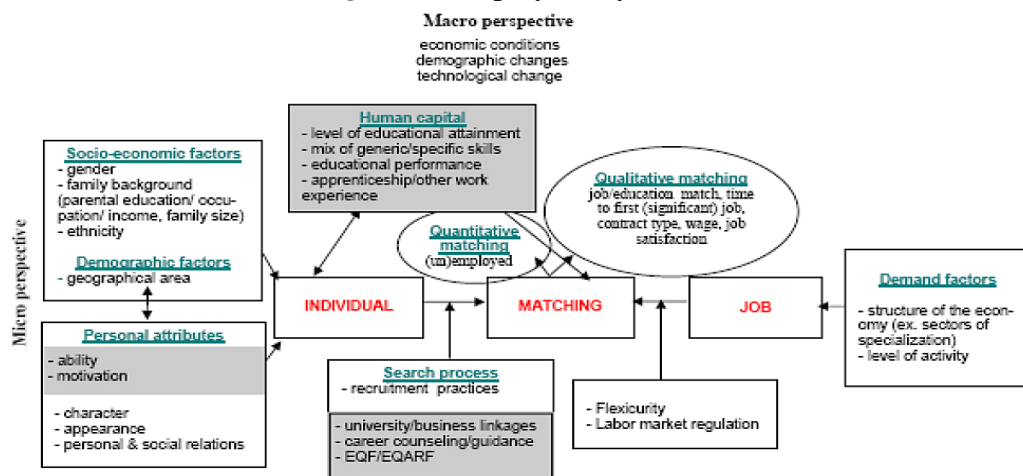 Macro perspective
economic conditions
demographic changes
technological change
Human capital
- level of educational attainment
- mix of generic/specific skills
- educational performance
- apprenticeship/other work
experience
Socio-economic factors
- gender
- family background
(parental education/ occu-
pation/ income, family size)
- ethnicity
Demographic factors
- geographical area
Qualitative matching
job/education match, time
to first (significant) job,
contract type, wage, job
satisfaction
Quantitative
matching
(un)employed
Micro perspective
INDIVIDUAL
MATCHING
JOB
Demand factors
- structure of the econ-
omy (ex. sectors of
specialization)
- level of activity
Personal attributes
- ability
- motivation
- character
- appearance
- personal & social relations
Search process
- recruitment practices
- university/business linkages
- career counseling/guidance
- EQF/EQARF
- Flexicurity
- Labor market regulation